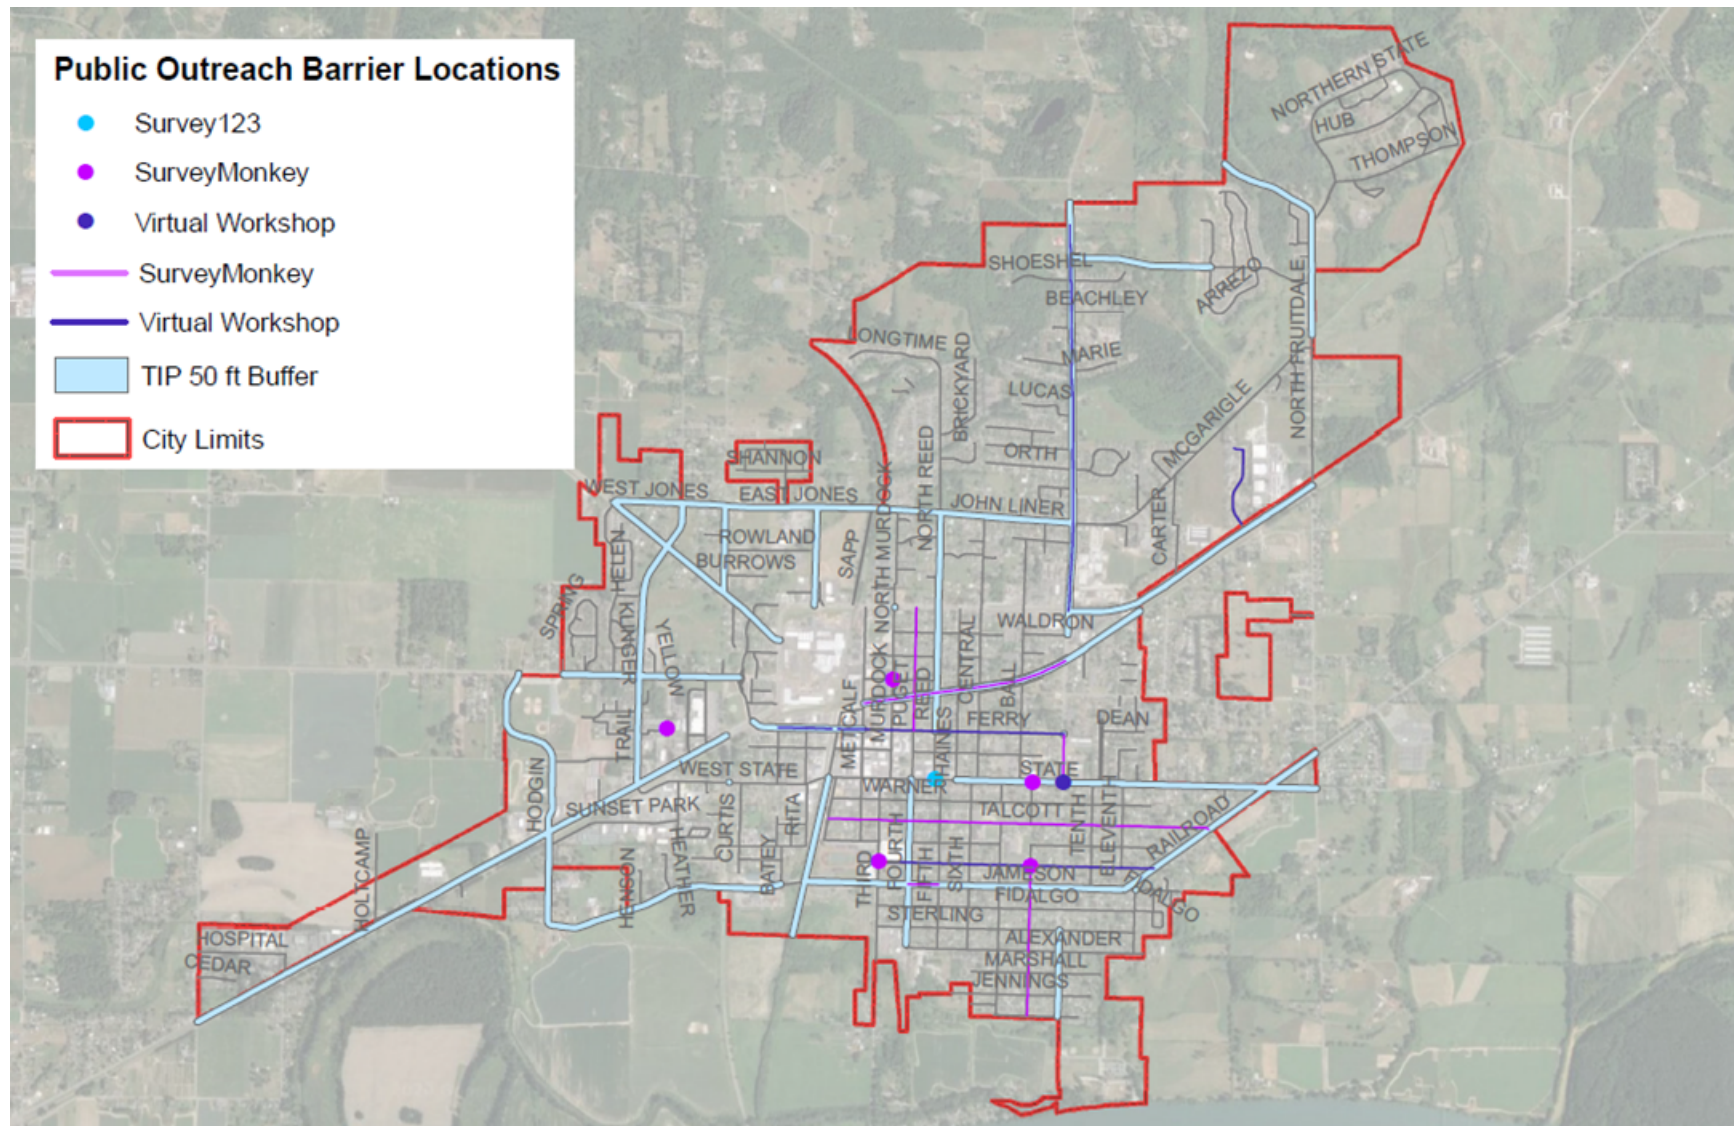 Public Outreach Barrier Locations
Survey123
SurveyMonkey
Virtual Workshop
SurveyMonkey
Virtual Workshop
TIP 50 ft Buffer
City Limits
NORTHERN STATE
HUB
THOMPSON
SHOESHEL
ARREZO
BEACHLEY
NORTH FRUITDALE
LONGTIME
MARIE
BRICKYARD
LUCAS
MCGARIGLE
ORTH
SHANNON
NORTH REED
WEST JONES
EAST JONES
NORTH MURDOCK
JOHN LINER
CARTER
ROWLAND
SAPP
BURROWS
HELEN
SPRING
KLINGER
YELLOW
WALDRON
CENTRAL
BALL
PUGET
REED
MURDOCK
METCALF
TRAIL
FERRY
DEAN
HAINES
WEST STATE
STATE
WARNER
HODGIN
SUNSET PARK
TALCOTT
CURTIS
RITA
TENTH
ELEVENTH
RAILROAD
HOLTCAMP
HENSON
HEATHER
BATEY
THIRD
FOURTH
FIFTH
SIXTH
JAMESON
FIDALGO
FIDALGO
STERLING
HOSPITAL
ALEXANDER
CEDAR
MARSHALL
JENNINGS